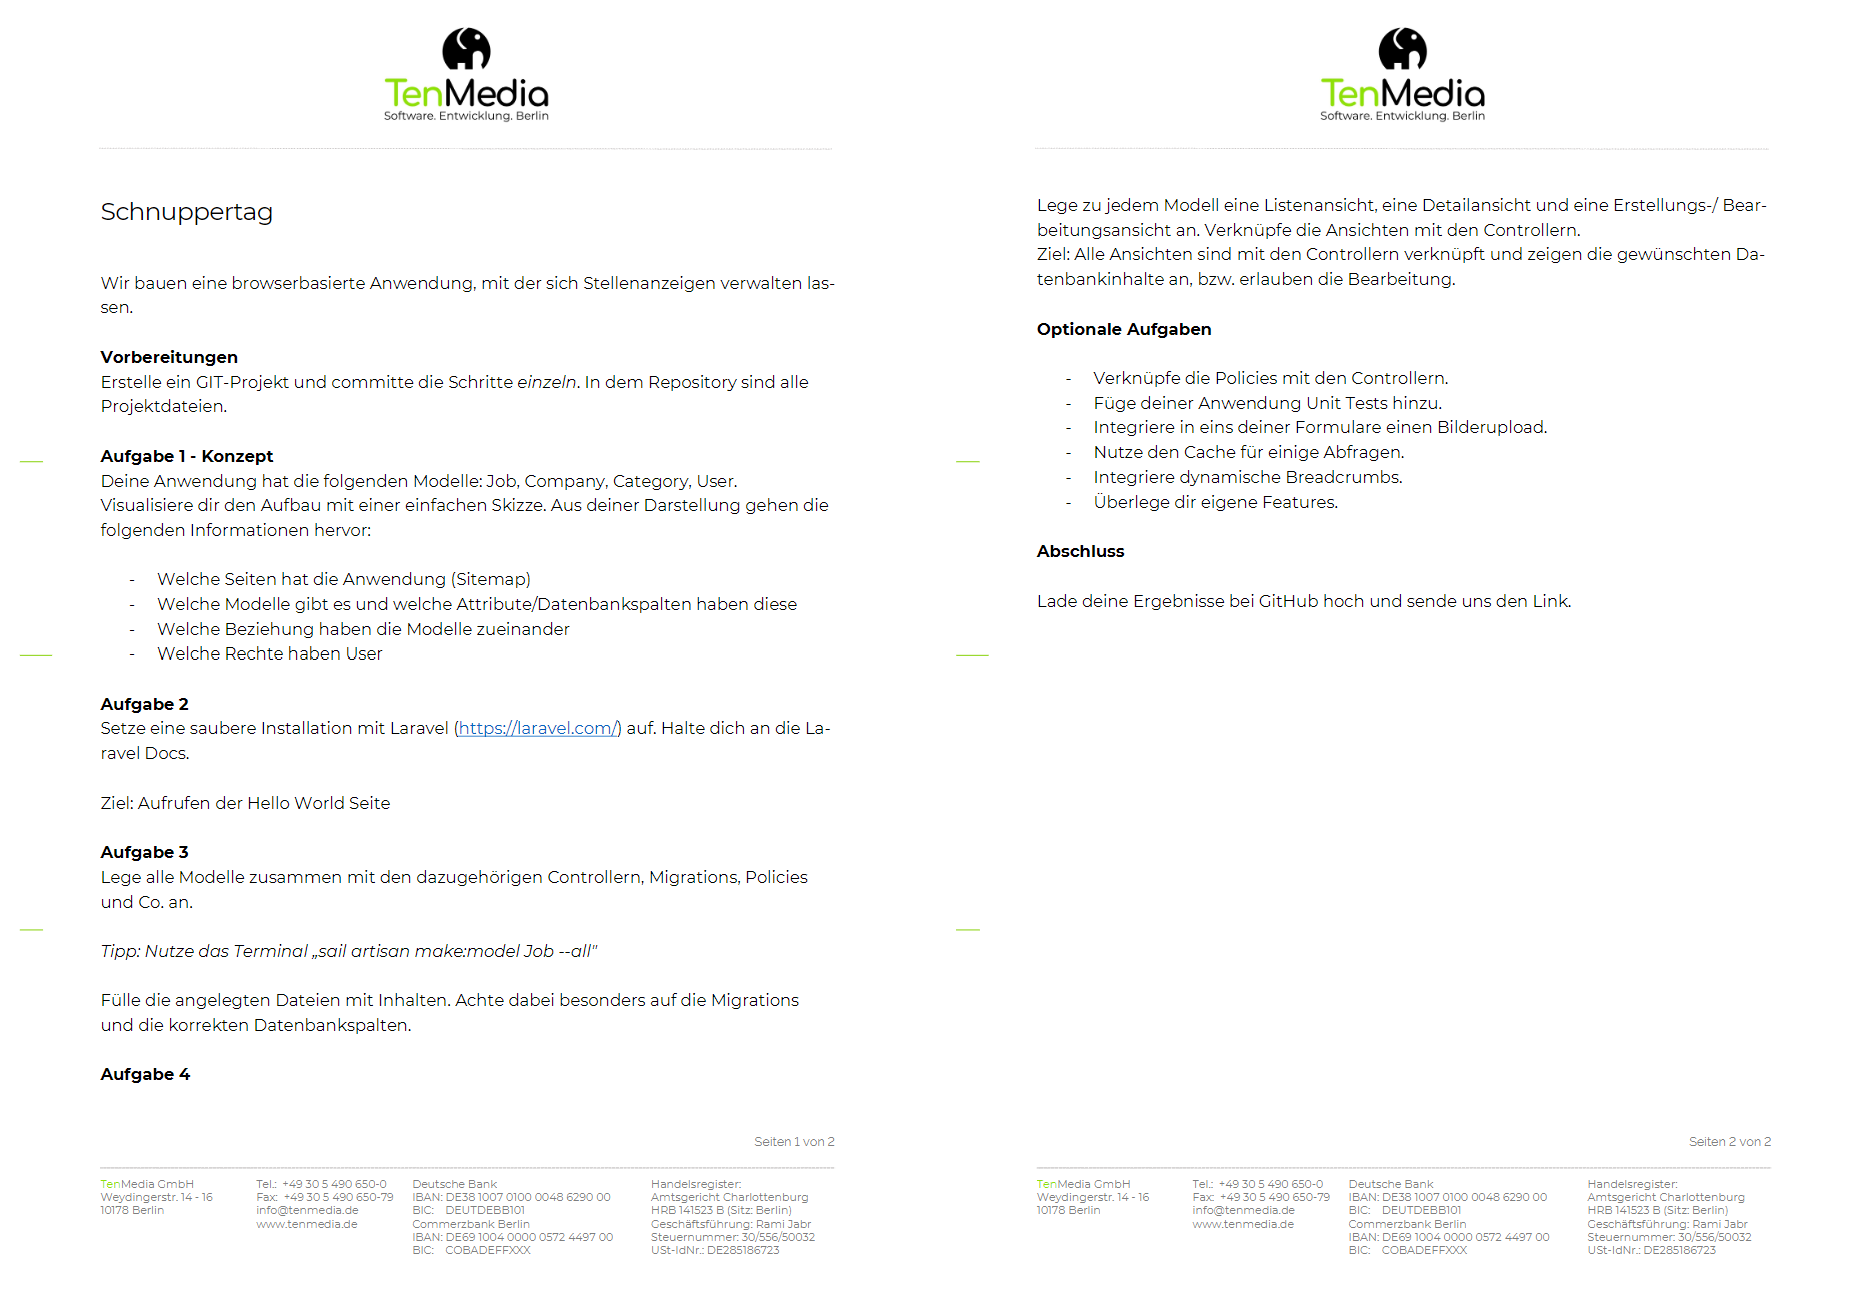 TenMedia
Software. Entwicklung. Berlin
Schnuppertag
Wir bauen eine browserbasierte Anwendung, mit der sich Stellenanzeigen verwalten las-
sen.
Vorbereitungen
Erstelle ein GIT-Projekt und committe die Schritte einzeln. In dem Repository sind alle
Projektdateien.
Aufgabe 1 - Konzept
Deine Anwendung hat die folgenden Modelle: Job, Company, Category, User.
Visualisiere dir den Aufbau mit einer einfachen Skizze. Aus deiner Darstellung gehen die
folgenden Informationen hervor:
- Welche Seiten hat die Anwendung (Sitemap)
- Welche Modelle gibt es und welche Attribute/Datenbankspalten haben diese
- Welche Beziehung haben die Modelle zueinander
- Welche Rechte haben User
Aufgabe 2
Setze eine saubere Installation mit Laravel (https://laravel.com/) auf. Halte dich an die La-
ravel Docs.
Ziel: Aufrufen der Hello World Seite
Aufgabe 3
Lege alle Modelle zusammen mit den dazugehörigen Controllern, Migrations, Policies
und Co. an.
Tipp: Nutze das Terminal „sail artisan make:model Job --all"
Fülle die angelegten Dateien mit Inhalten. Achte dabei besonders auf die Migrations
und die korrekten Datenbankspalten.
Aufgabe 4
Seiten 1 von 2
TenMedia GmbH
Weydingerstr. 14 - 16
10178 Berlin
Tel.: +49 30 5 490 650-0
Fax: +49 30 5 490 650-79
info@tenmedia.de
www.tenmedia.de
Deutsche Bank
IBAN: DE38 1007 0100 0048 6290 00
BIC: DEUTDEBB101
Commerzbank Berlin
IBAN: DE69 1004 0000 0572 4497 00
BIC: COBADEFFXXX
Handelsregister:
Amtsgericht Charlottenburg
HRB 141523 B (Sitz: Berlin)
Geschäftsführung: Rami Jabr
Steuernummer: 30/556/50032
USt-IdNr.: DE285186723
TenMedia
Software. Entwicklung. Berlin
Lege zu jedem Modell eine Listenansicht, eine Detailansicht und eine Erstellungs-/ Bear-
beitungsansicht an. Verknüpfe die Ansichten mit den Controllern.
Ziel: Alle Ansichten sind mit den Controllern verknüpft und zeigen die gewünschten Da-
tenbankinhalte an, bzw. erlauben die Bearbeitung.
Optionale Aufgaben
- Verknüpfe die Policies mit den Controllern.
- Füge deiner Anwendung Unit Tests hinzu.
- Integriere in eins deiner Formulare einen Bilderupload.
- Nutze den Cache für einige Abfragen.
- Integriere dynamische Breadcrumbs.
- Überlege dir eigene Features.
Abschluss
Lade deine Ergebnisse bei GitHub hoch und sende uns den Link.
Seiten 2 von 2
TenMedia GmbH
Weydingerstr. 14 - 16
10178 Berlin
Tel.: +49 30 5 490 650-0
Fax: +49 30 5 490 650-79
info@tenmedia.de
www.tenmedia.de
Deutsche Bank
IBAN: DE38 1007 0100 0048 6290 00
BIC: DEUTDEBB101
Commerzbank Berlin
IBAN: DE69 1004 0000 0572 4497 00
BIC: COBADEFFXXX
Handelsregister:
Amtsgericht Charlottenburg
HRB 141523 B (Sitz: Berlin)
Geschäftsführung: Rami Jabr
Steuernummer: 30/556/50032
USt-IdNr.: DE285186723